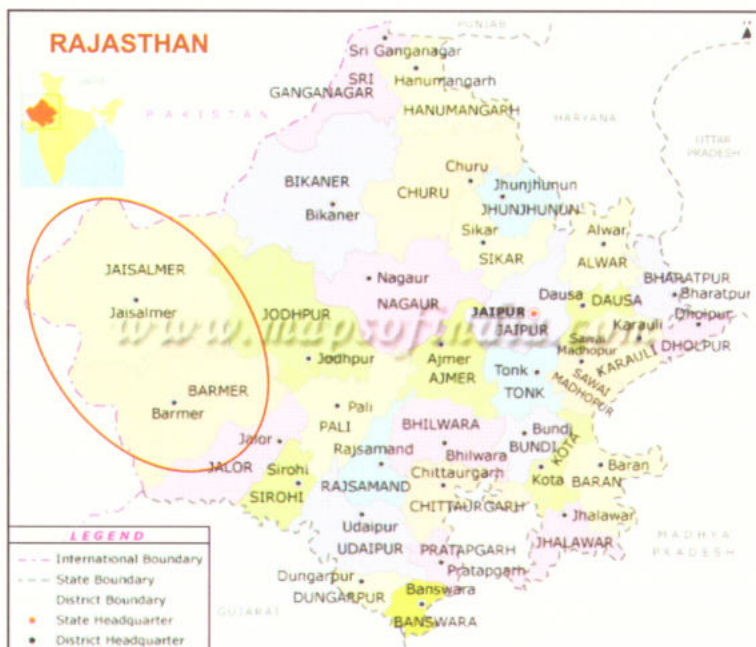 PUNJAB
RAJASTHAN
Sri Ganganagar
SRI
GANGANAGAR
Hanumangarh
HANUMANGARH
INDIA
PAKISTAN
HARYANA
UTTAR
PRADESH
Churu
CHURU
Jhunjhunun
JHUNJHUNUN
BIKANER
Bikaner
Sikar
SIKAR
Alwar
ALWAR
JAISALMER
Jaisalmer
Nagaur
NAGAUR
JODHPUR
Jodhpur
JAIPUR
JAIPUR
Dausa
DAUSA
BHARATPUR
Bharatpur
Dholpur
DHOLPUR
Karauli
KARAULI
www.mapsofindia.com
Sawai
Madhopur
SAWAI
MADHOPUR
Ajmer
AJMER
Tonk
TONK
BARMER
Barmer
Pali
PALI
Jalor
JALOR
BHILWARA
Bhilwara
Bundi
BUNDI
KOTA
Kota
Baran
BARAN
Sirohi
SIROHI
Rajsamand
RAJSAMAND
Chittaurgarh
CHITTAURGARH
Jhalawar
JHALAWAR
Udaipur
UDAIPUR
PRATAPGARH
Pratapgarh
MADHYA
PRADESH
Dungarpur
DUNGARPUR
Banswara
BANSWARA
GUJARAT
LEGEND
International Boundary
State Boundary
District Boundary
State Headquarter
District Headquarter